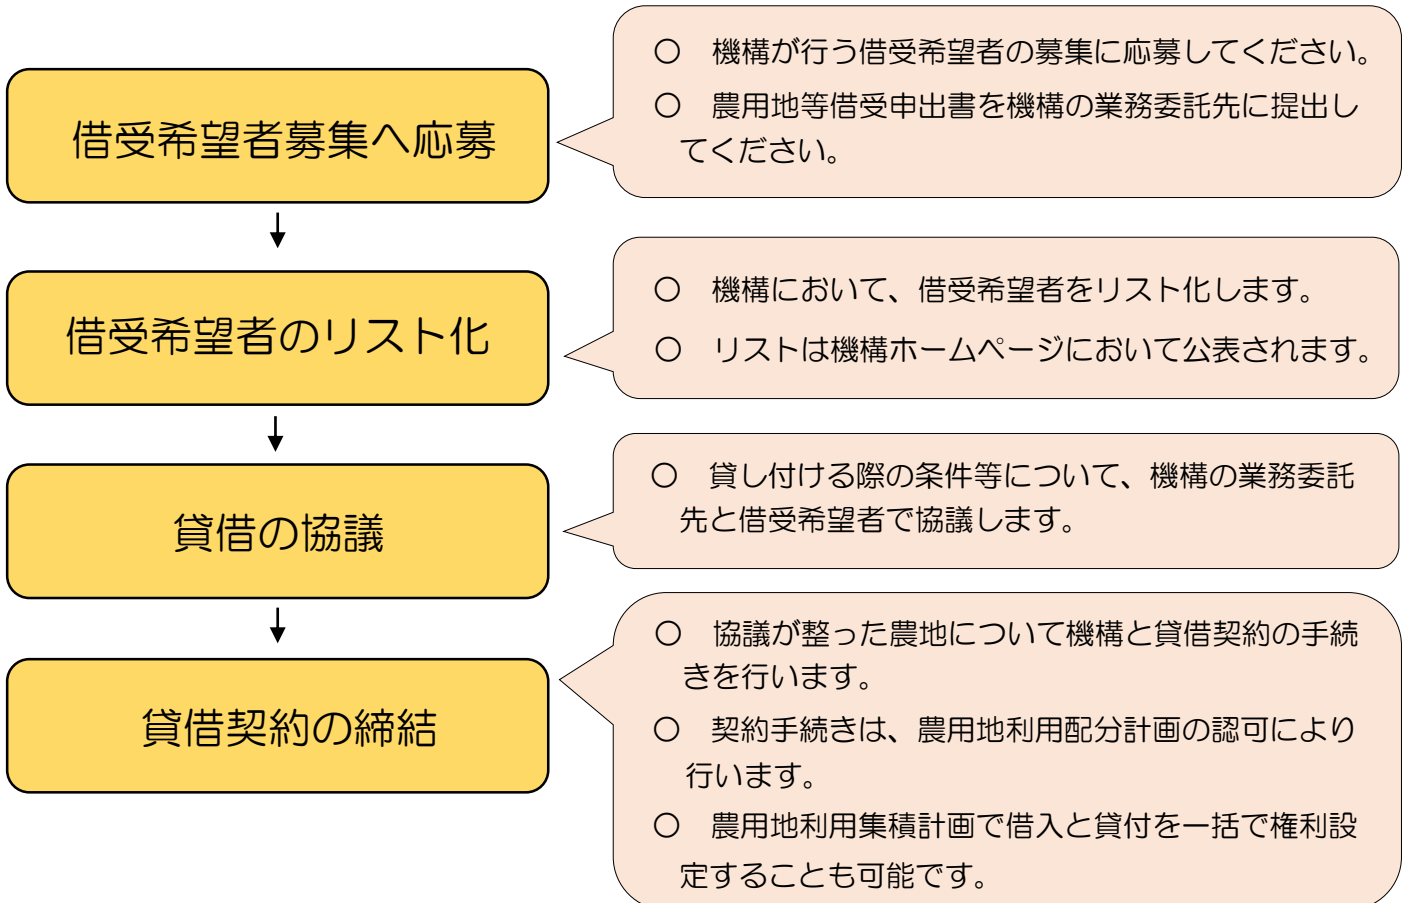 借受希望者募集へ応募
〇　機構が行う借受希望者の募集に応募してください。
〇　農用地等借受申出書を機構の業務委託先に提出し
てください。
借受希望者のリスト化
〇　機構において、借受希望者をリスト化します。
〇　リストは機構ホームページにおいて公表されます。
貸借の協議
〇　貸し付ける際の条件等について、機構の業務委託
先と借受希望者で協議します。
貸借契約の締結
〇　協議が整った農地について機構と貸借契約の手続
きを行います。
〇　契約手続きは、農用地利用配分計画の認可により
行います。
〇　農用地利用集積計画で借入と貸付を一括で権利設
定することも可能です。